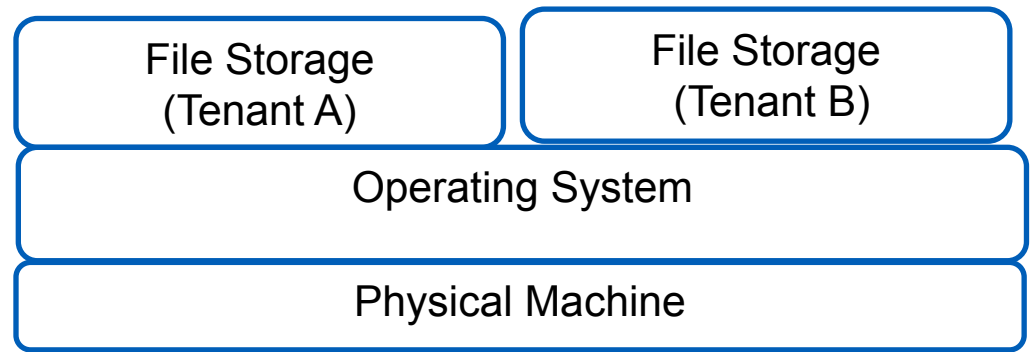 File Storage
(Tenant A)
File Storage
(Tenant B)
Operating System
Physical Machine